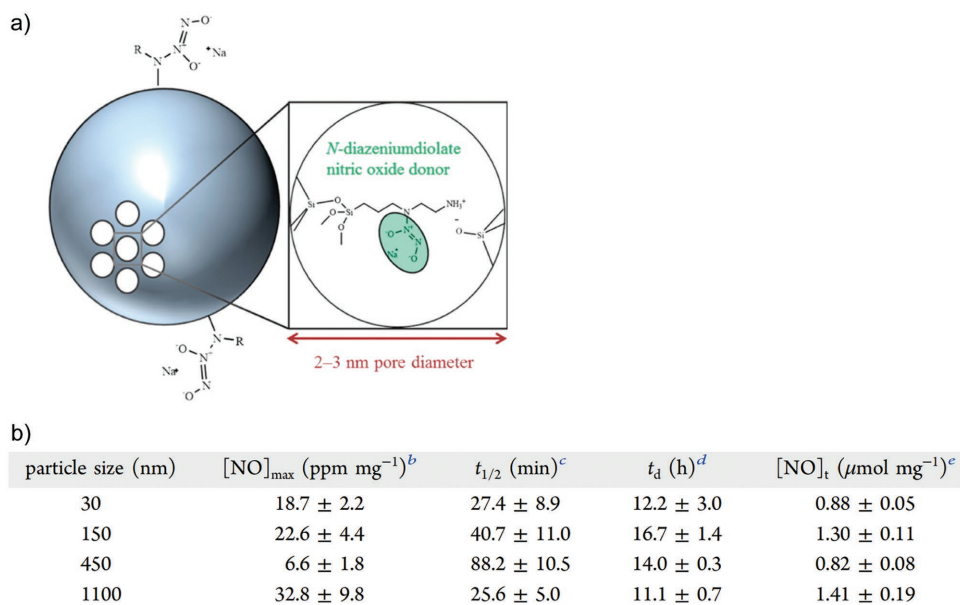 a)
N O-
R N+ +Na
N O-
N-diazeniumdiolate
nitric oxide donor
Si O Si N NH3+
O O -O N+ N -O Si
Na+ -O
-O N+ N R
Na+ N
-O
2–3 nm pore diameter
b)
particle size (nm) [NO]max (ppm mg−1)b t1/2 (min)c td (h)d [NO]t (μmol mg−1)e
30 18.7 ± 2.2 27.4 ± 8.9 12.2 ± 3.0 0.88 ± 0.05
150 22.6 ± 4.4 40.7 ± 11.0 16.7 ± 1.4 1.30 ± 0.11
450 6.6 ± 1.8 88.2 ± 10.5 14.0 ± 0.3 0.82 ± 0.08
1100 32.8 ± 9.8 25.6 ± 5.0 11.1 ± 0.7 1.41 ± 0.19